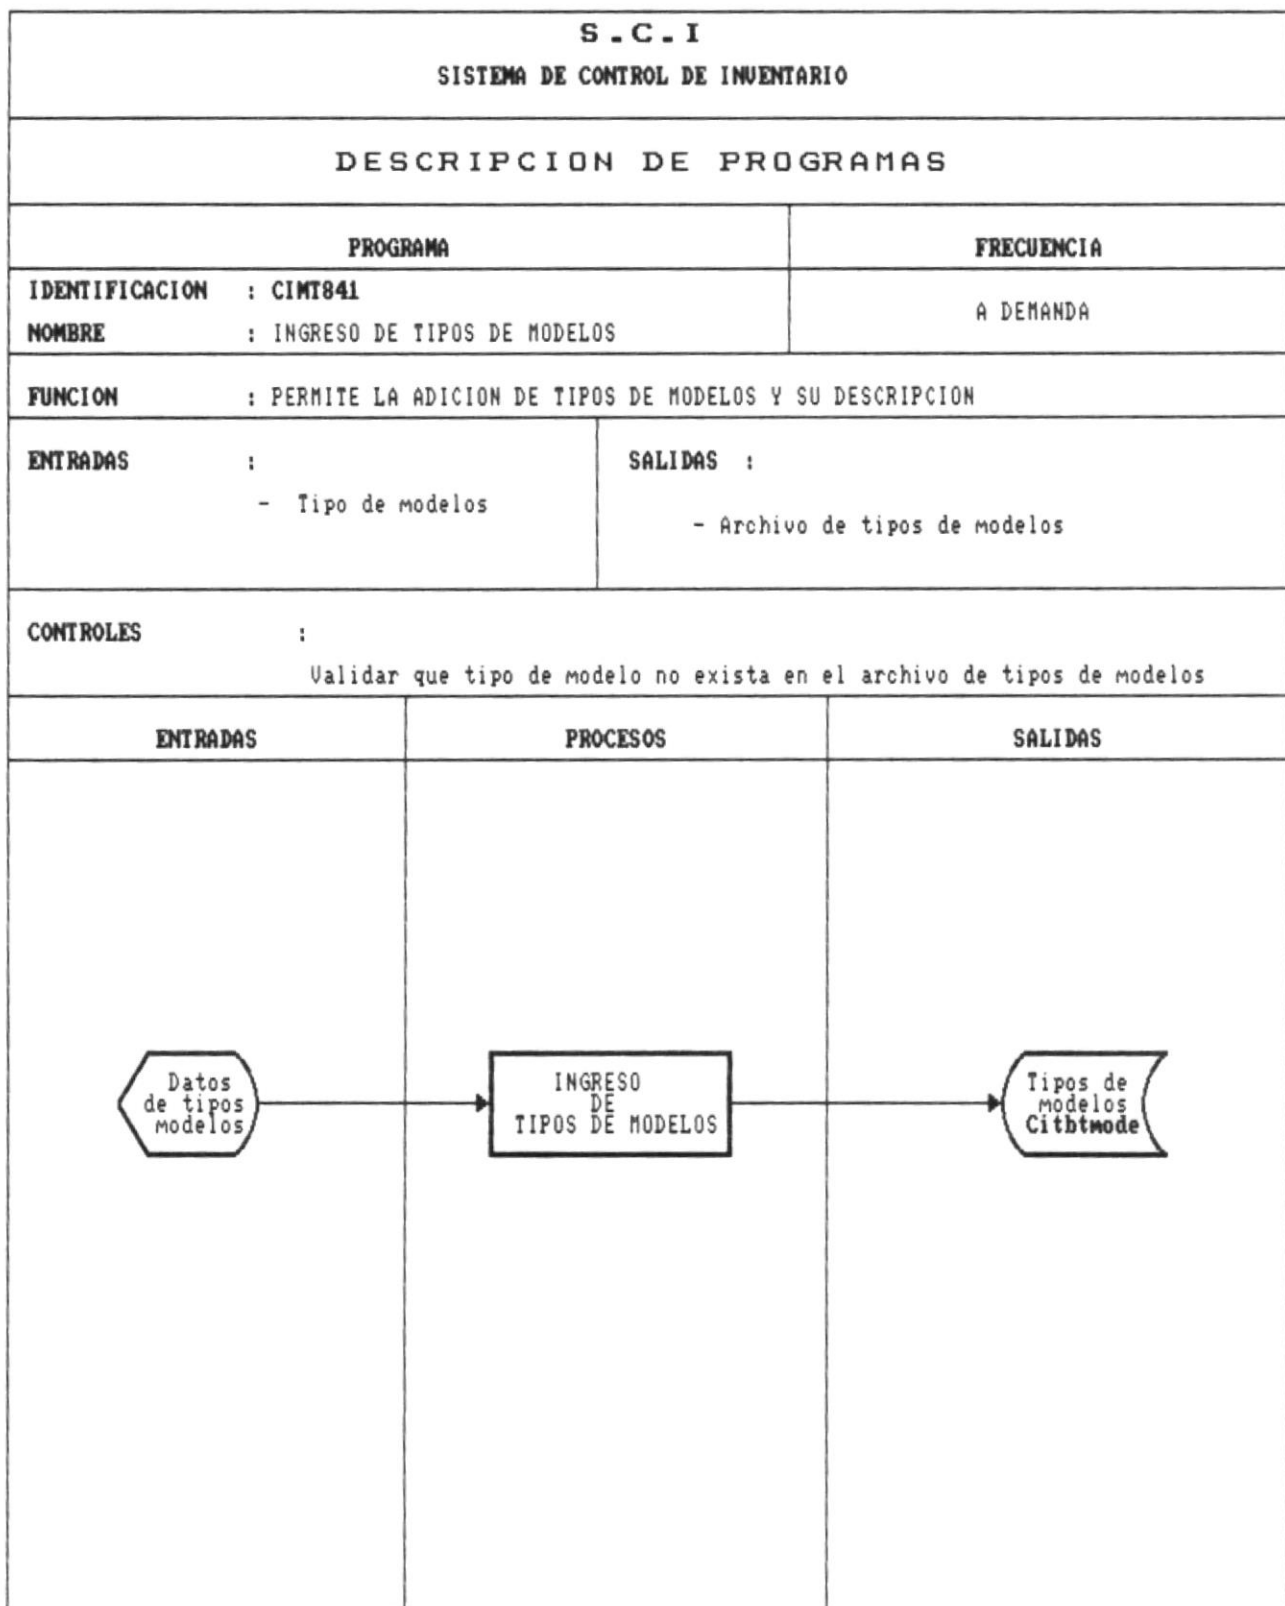 S.C.I
SISTEMA DE CONTROL DE INVENTARIO
DESCRIPCION DE PROGRAMAS
PROGRAMA
FRECUENCIA
IDENTIFICACION : CIMT841
NOMBRE : INGRESO DE TIPOS DE MODELOS
A DEMANDA
FUNCION : PERMITE LA ADICION DE TIPOS DE MODELOS Y SU DESCRIPCION
ENTRADAS :
- Tipo de modelos
SALIDAS :
- Archivo de tipos de modelos
CONTROLES :
Validar que tipo de modelo no exista en el archivo de tipos de modelos
ENTRADAS
PROCESOS
SALIDAS
Datos
de tipos
modelos
INGRESO
DE
TIPOS DE MODELOS
Tipos de
modelos
Citbtmode